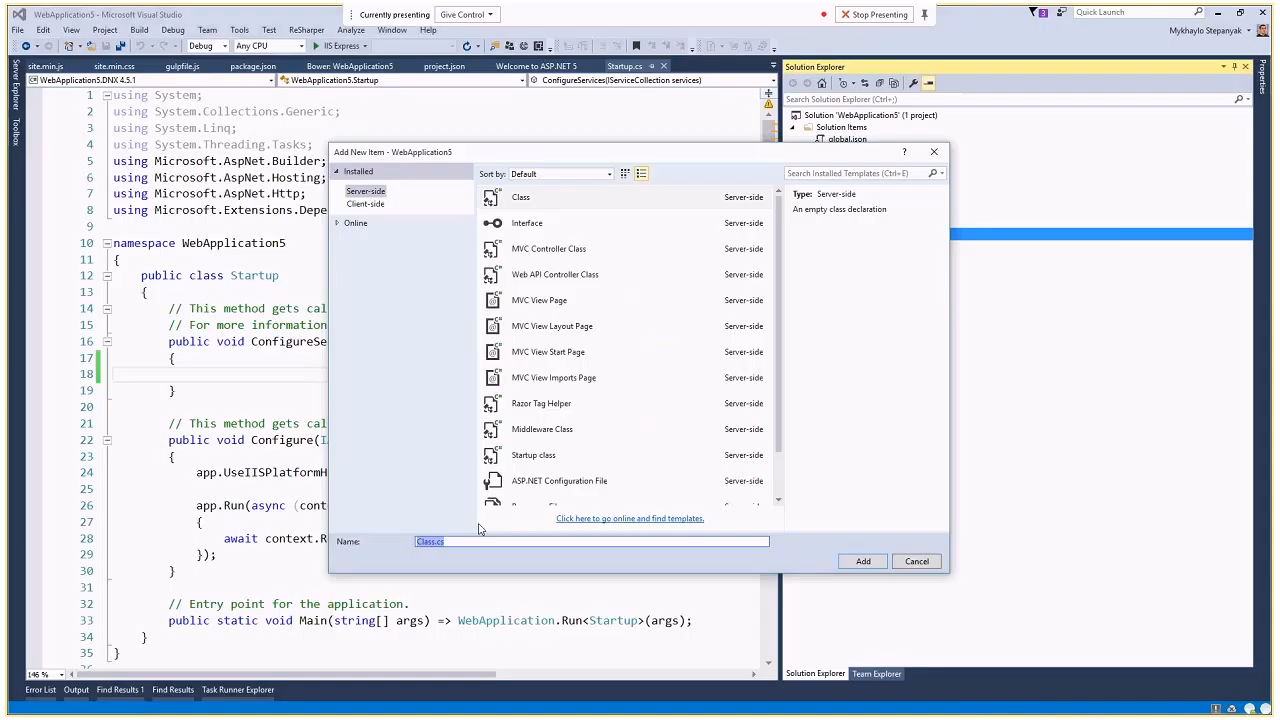 WebApplication5 - Microsoft Visual Studio
Currently presenting Give Control Stop Presenting
3 Quick Launch (Ctrl+Q)
File Edit View Project Build Debug Team Tools Test ReSharper Analyze Window Help
Mykhaylo Stepanyak
Debug Any CPU IIS Express
site.min.js site.min.css gulpfile.js package.json Bower: WebApplication5 project.json Welcome to ASP.NET 5 Startup.cs
WebApplication5.DNX 4.5.1 WebApplication5.Startup ConfigureServices(IServiceCollection services)
Server Explorer
Toolbox
1 using System;
2 using System.Collections.Generic;
3 using System.Linq;
4 using System.Threading.Tasks;
5 using Microsoft.AspNet.Builder;
6 using Microsoft.AspNet.Hosting;
7 using Microsoft.AspNet.Http;
8 using Microsoft.Extensions.Depe
9
10 namespace WebApplication5
11 {
12 public class Startup
13 {
14 // This method gets cal
15 // For more information
16 public void ConfigureSe
17 {
18
19 }
20
21 // This method gets cal
22 public void Configure(I
23 {
24 app.UseIISPlatformH
25
26 app.Run(async (cont
27 {
28 await context.R
29 });
30 }
31
32 // Entry point for the application.
33 public static void Main(string[] args) => WebApplication.Run<Startup>(args);
34 }
35 }
146 %
Add New Item - WebApplication5
?
Installed
Server-side
Client-side
Online
Sort by: Default
Search Installed Templates (Ctrl+E)
Class Server-side
Interface Server-side
MVC Controller Class Server-side
Web API Controller Class Server-side
MVC View Page Server-side
MVC View Layout Page Server-side
MVC View Start Page Server-side
MVC View Imports Page Server-side
Razor Tag Helper Server-side
Middleware Class Server-side
Startup class Server-side
ASP.NET Configuration File Server-side
Type: Server-side
An empty class declaration
Click here to go online and find templates.
Name: Class.cs
Add Cancel
Solution Explorer
Search Solution Explorer (Ctrl+;)
Solution 'WebApplication5' (1 project)
Solution Items
global.json
Solution Explorer Team Explorer
Properties
Error List Output Find Results 1 Find Results Task Runner Explorer